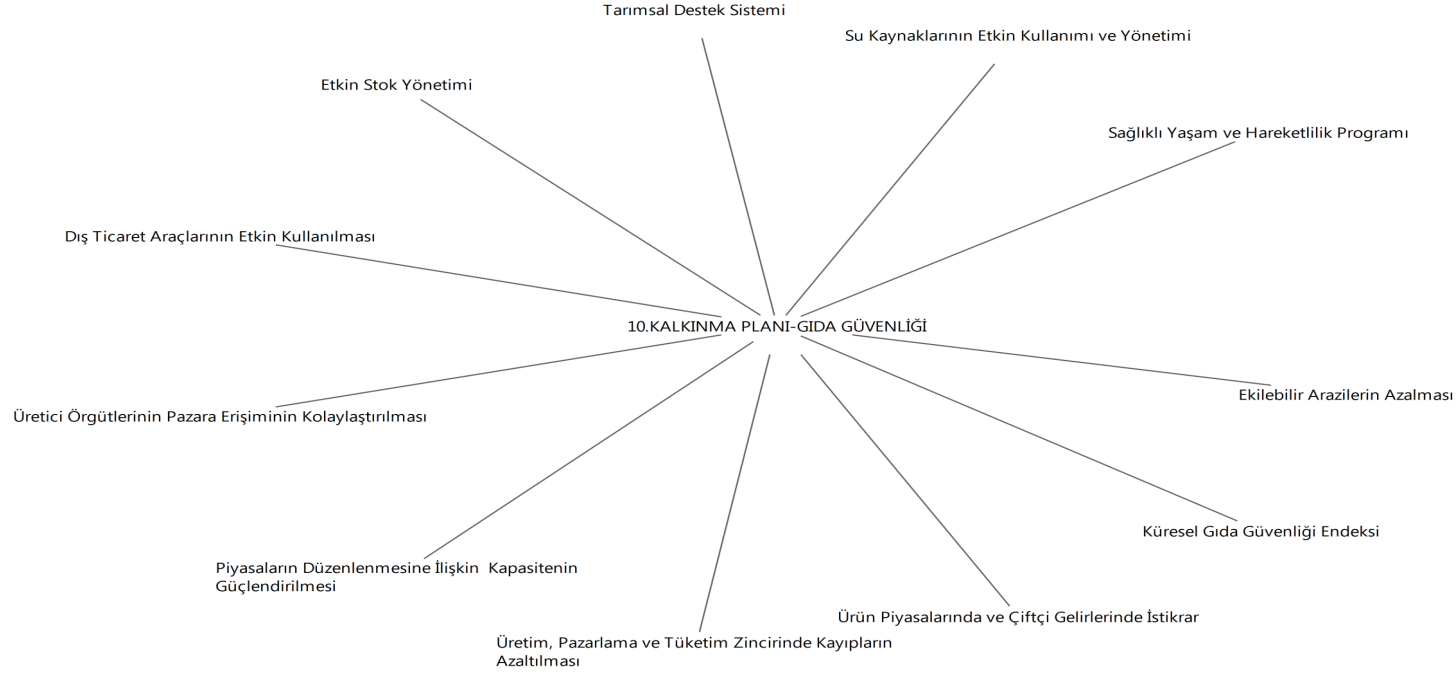 Tarımsal Destek Sistemi
Su Kaynaklarının Etkin Kullanımı ve Yönetimi
Etkin Stok Yönetimi
Sağlıklı Yaşam ve Hareketlilik Programı
Dış Ticaret Araçlarının Etkin Kullanılması
10.KALKINMA PLANI-GIDA GÜVENLİĞİ
Ekilebilir Arazilerin Azalması
Üretici Örgütlerinin Pazara Erişiminin Kolaylaştırılması
Küresel Gıda Güvenliği Endeksi
Piyasaların Düzenlenmesine İlişkin  Kapasitenin
Güçlendirilmesi
Ürün Piyasalarında ve Çiftçi Gelirlerinde İstikrar
Üretim, Pazarlama ve Tüketim Zincirinde Kayıpların
Azaltılması